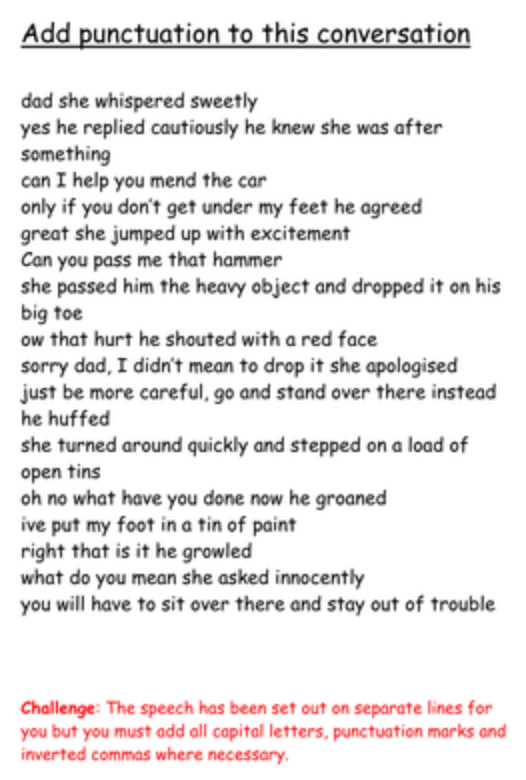 Add punctuation to this conversation
dad she whispered sweetly
yes he replied cautiously he knew she was after
something
can I help you mend the car
only if you don't get under my feet he agreed
great she jumped up with excitement
Can you pass me that hammer
she passed him the heavy object and dropped it on his
big toe
ow that hurt he shouted with a red face
sorry dad, I didn't mean to drop it she apologised
just be more careful, go and stand over there instead
he huffed
she turned around quickly and stepped on a load of
open tins
oh no what have you done now he groaned
ive put my foot in a tin of paint
right that is it he growled
what do you mean she asked innocently
you will have to sit over there and stay out of trouble
Challenge: The speech has been set out on separate lines for
you but you must add all capital letters, punctuation marks and
inverted commas where necessary.